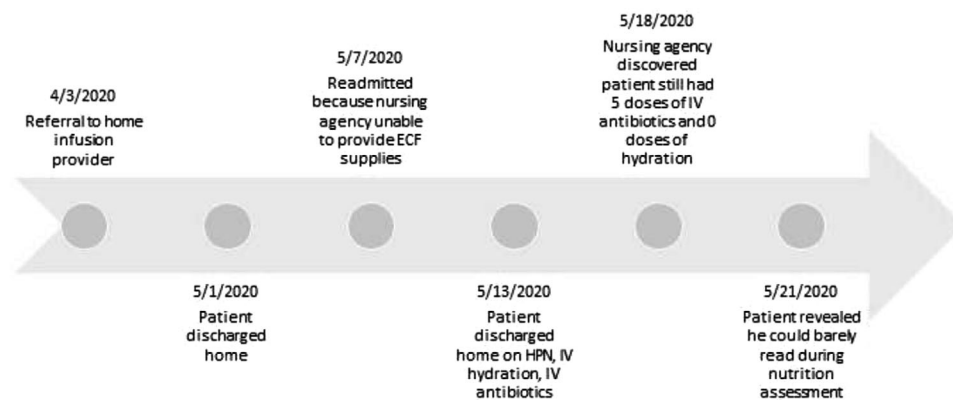 4/3/2020
Referral to home
infusion
provider
5/1/2020
Patient
discharged
home
5/7/2020
Readmitted
because nursing
agency unable
to provide ECF
supplies
5/13/2020
Patient
discharged
home on HPN, IV
hydration, IV
antibiotics
5/18/2020
Nursing agency
discovered
patient still had
5 doses of IV
antibiotics and 0
doses of
hydration
5/21/2020
Patient revealed
he could barely
read during
nutrition
assessment